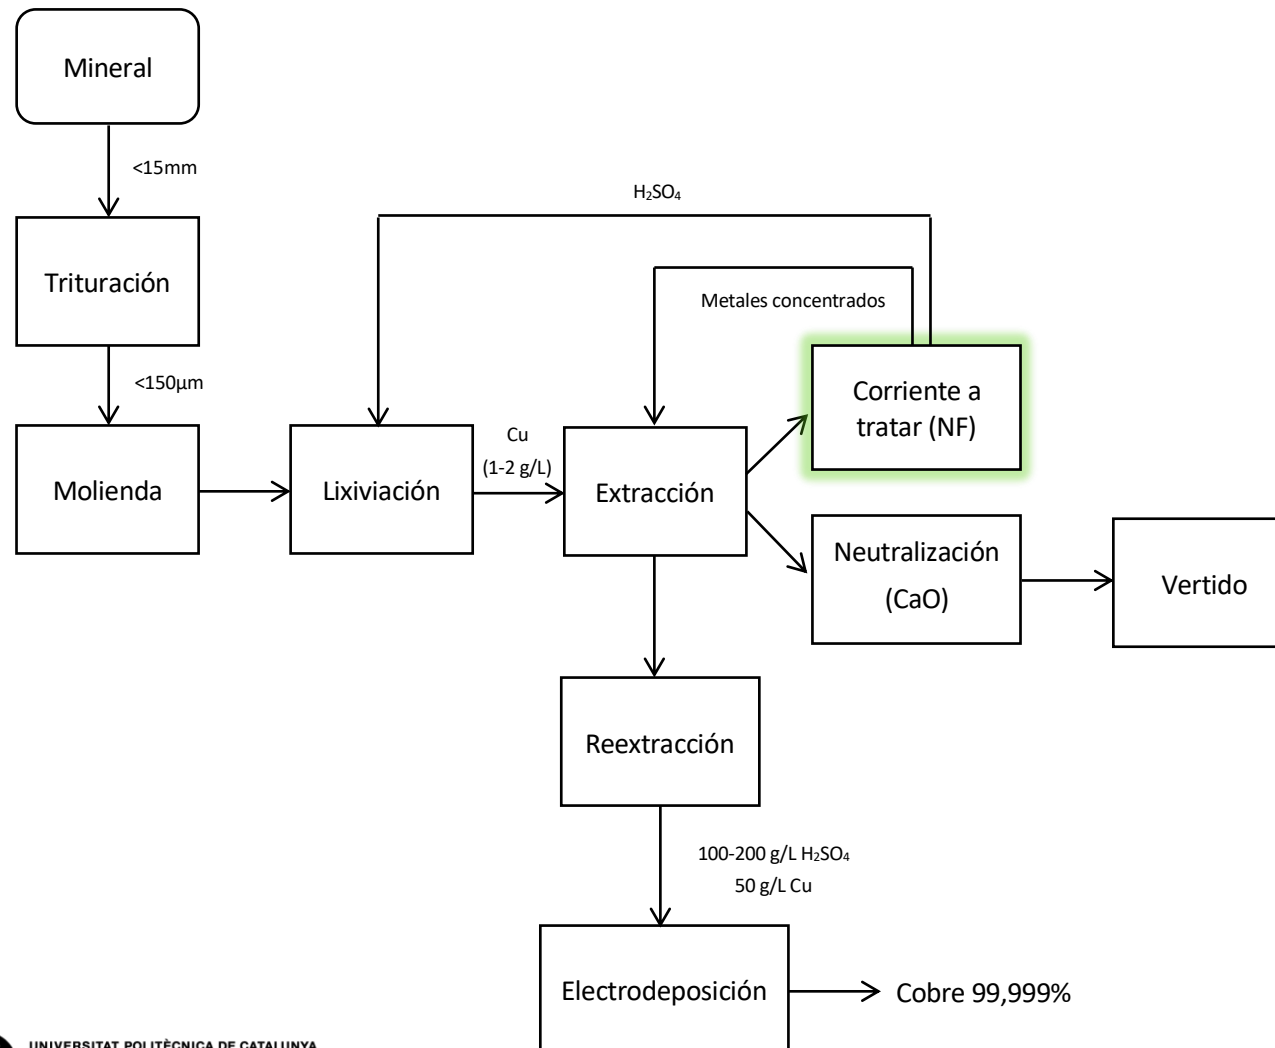 Mineral
<15mm
Trituración
<150µm
Molienda
Lixiviación
Cu
(1-2 g/L)
Extracción
H₂SO₄
Metales concentrados
Corriente a
tratar (NF)
Neutralización
(CaO)
Vertido
Reextracción
100-200 g/L H₂SO₄
50 g/L Cu
Electrodeposición
Cobre 99,999%
UNIVERSITAT POLITÈCNICA DE CATALUNYA